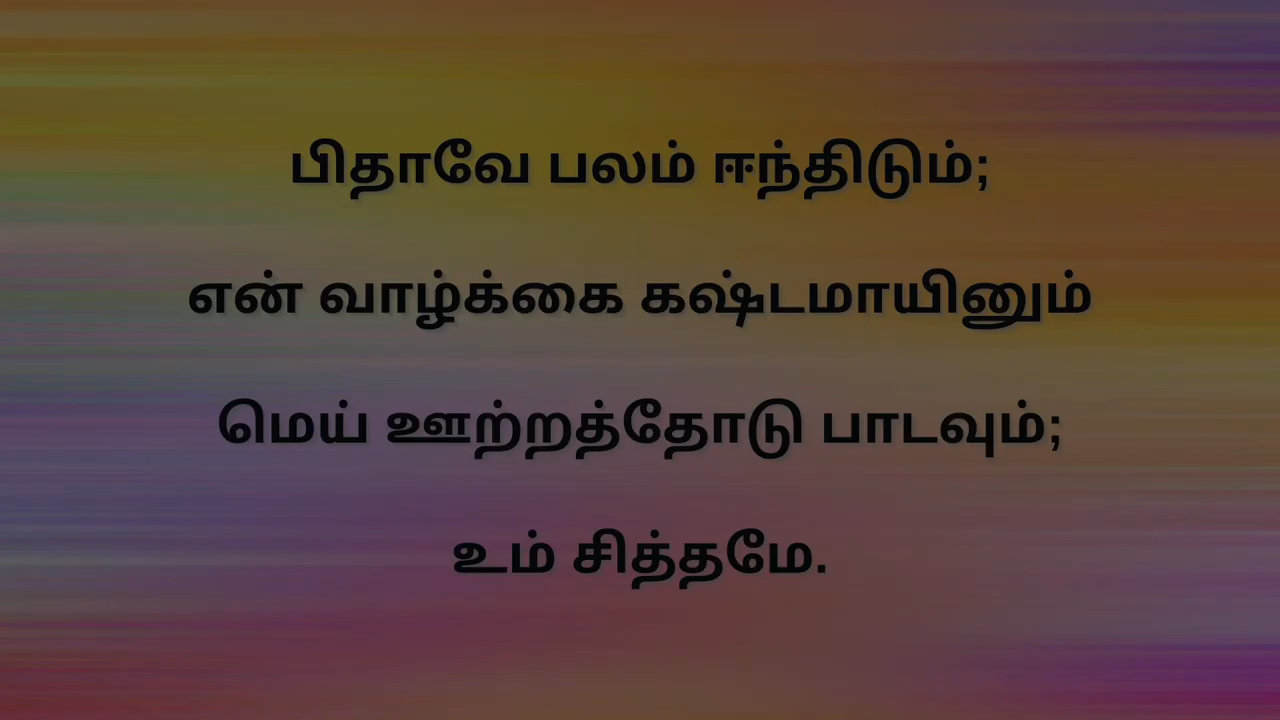 பிதாவே பலம் ஈந்திடும்;
என் வாழ்க்கை கஷ்டமாயினும்
மெய் ஊற்றத்தோடு பாடவும்;
உம் சித்தமே.